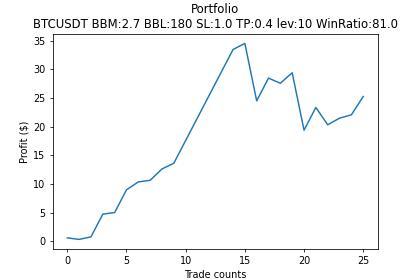 Portfolio
BTCUSDT BBM:2.7 BBL:180 SL:1.0 TP:0.4 lev:10 WinRatio:81.0
35
30
25
20
15
10
5
0
Profit ($)
0 5 10 15 20 25
Trade counts